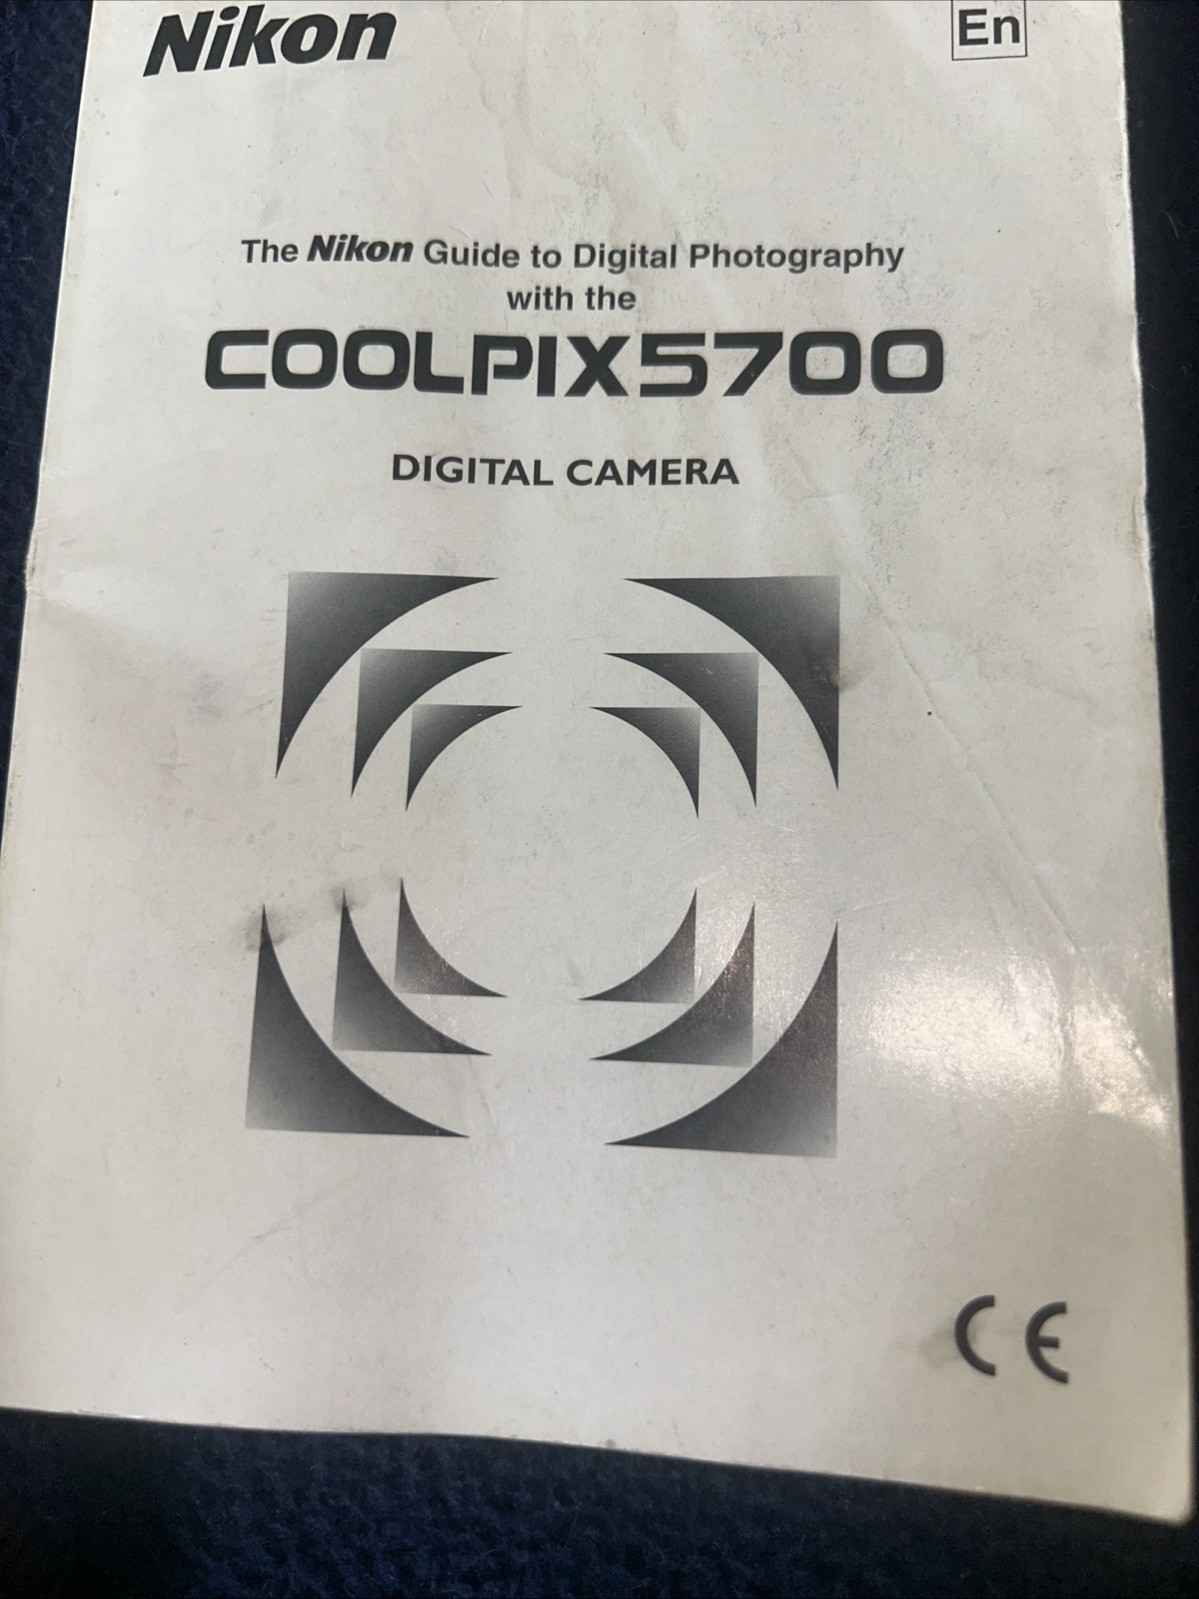 Nikon
En
The Nikon Guide to Digital Photography
with the
COOLPIX5700
DIGITAL CAMERA
CE